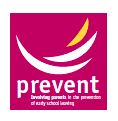 prevent
Involving parents in the prevention
of early school leaving